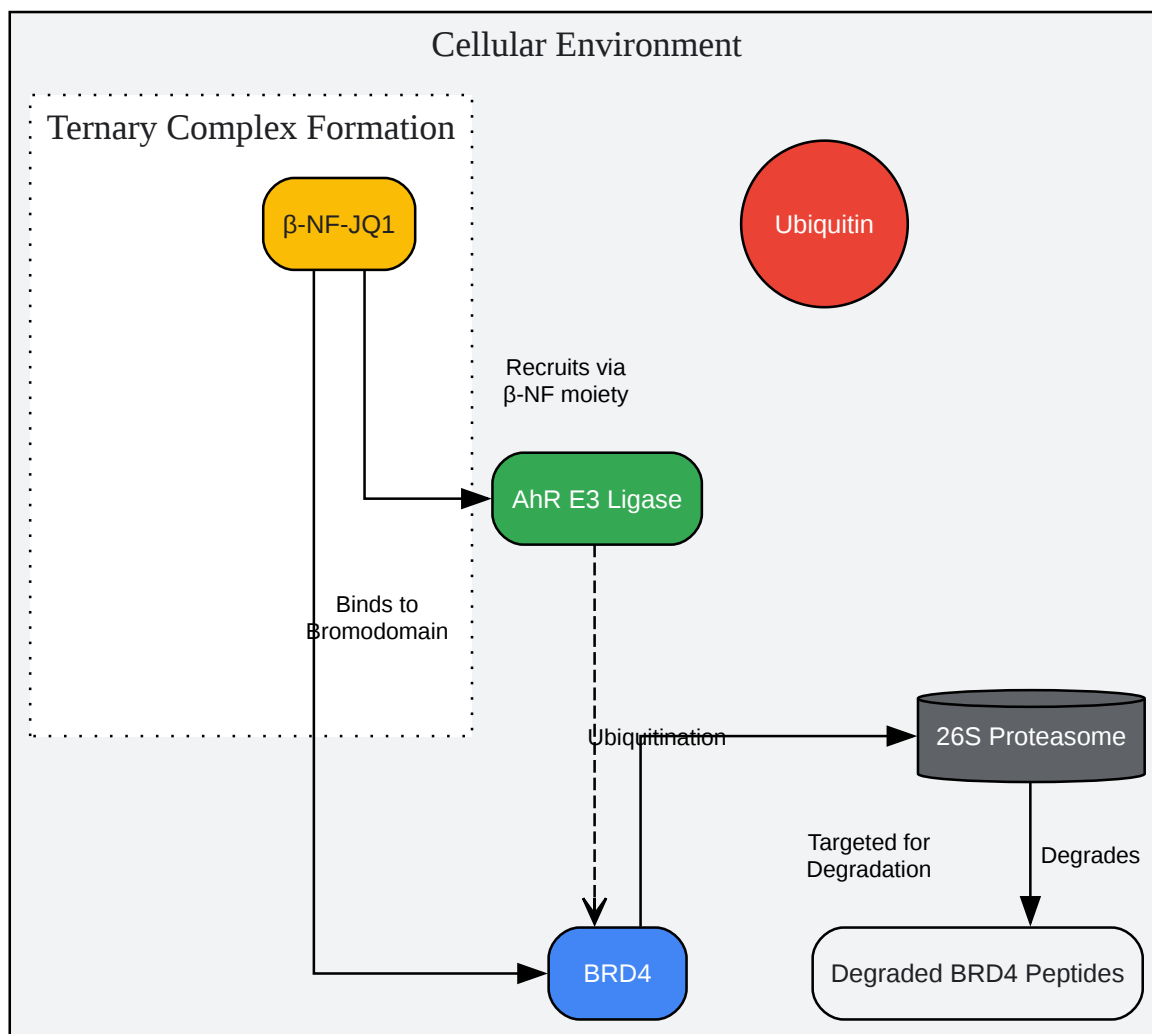 Cellular Environment
Ternary Complex Formation
β-NF-JQ1
Ubiquitin
Recruits via
β-NF moiety
AhR E3 Ligase
Binds to
Bromodomain
Ubiquitination
26S Proteasome
Targeted for
Degradation
Degrades
BRD4
Degraded BRD4 Peptides